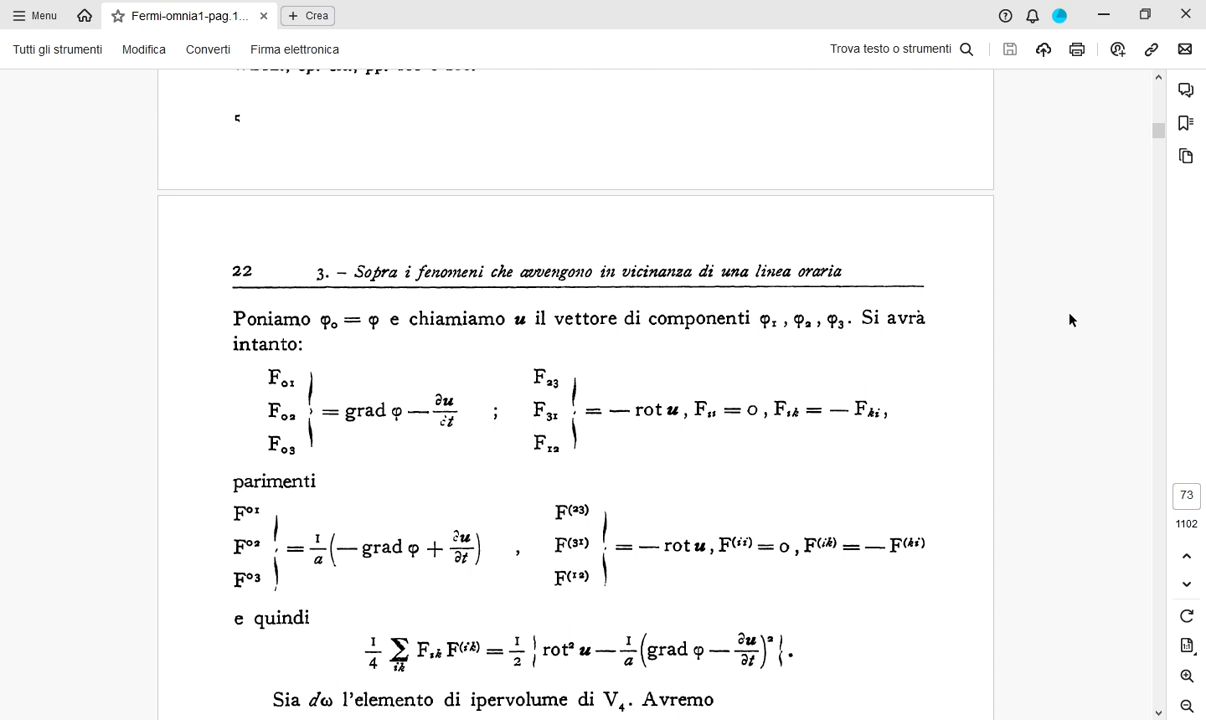 Menu
Fermi-omnia1-pag.1...
Crea
Tutti gli strumenti
Modifica
Converti
Firma elettronica
Trova testo o strumenti
5
22 3. – Sopra i fenomeni che avvengono in vicinanza di una linea oraria
Poniamo φ₀ = φ e chiamiamo u il vettore di componenti φ₁ , φ₂ , φ₃. Si avrà
intanto:
F₀₁
F₀₂ } = grad φ — ∂u/∂t ;
F₀₃
F₂₃
F₃₁ } = — rot u , Fᵢᵢ = 0 , Fᵢₖ = — Fₖᵢ ,
F₁₂
parimenti
F⁰¹
F⁰² } = 1/a (— grad φ + ∂u/∂t) ,
F⁰³
F⁽²³⁾
F⁽³¹⁾ } = — rot u , F⁽ⁱⁱ⁾ = 0 , F⁽ⁱᵏ⁾ = — F⁽ᵏⁱ⁾
F⁽¹²⁾
e quindi
1/4 ∑ᵢₖ Fᵢₖ F⁽ⁱᵏ⁾ = 1/2 { rot² u — 1/a (grad φ — ∂u/∂t)² } .
Sia dω l'elemento di ipervolume di V₄. Avremo
73
1102